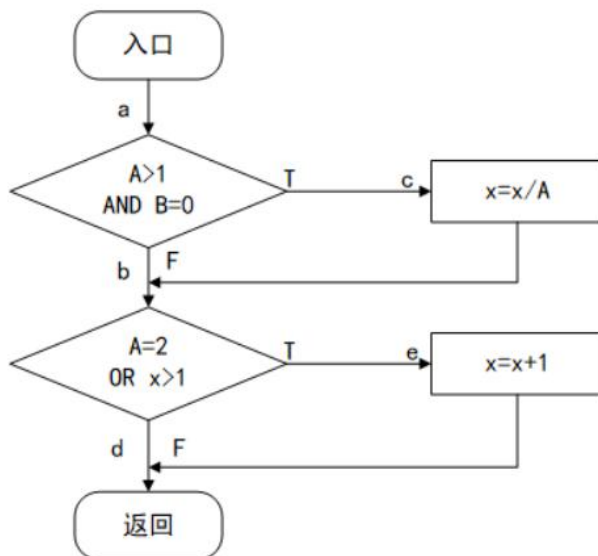 入口
a
A>1
AND B=0
T
c
x=x/A
b
F
A=2
OR x>1
T
e
x=x+1
d
F
返回